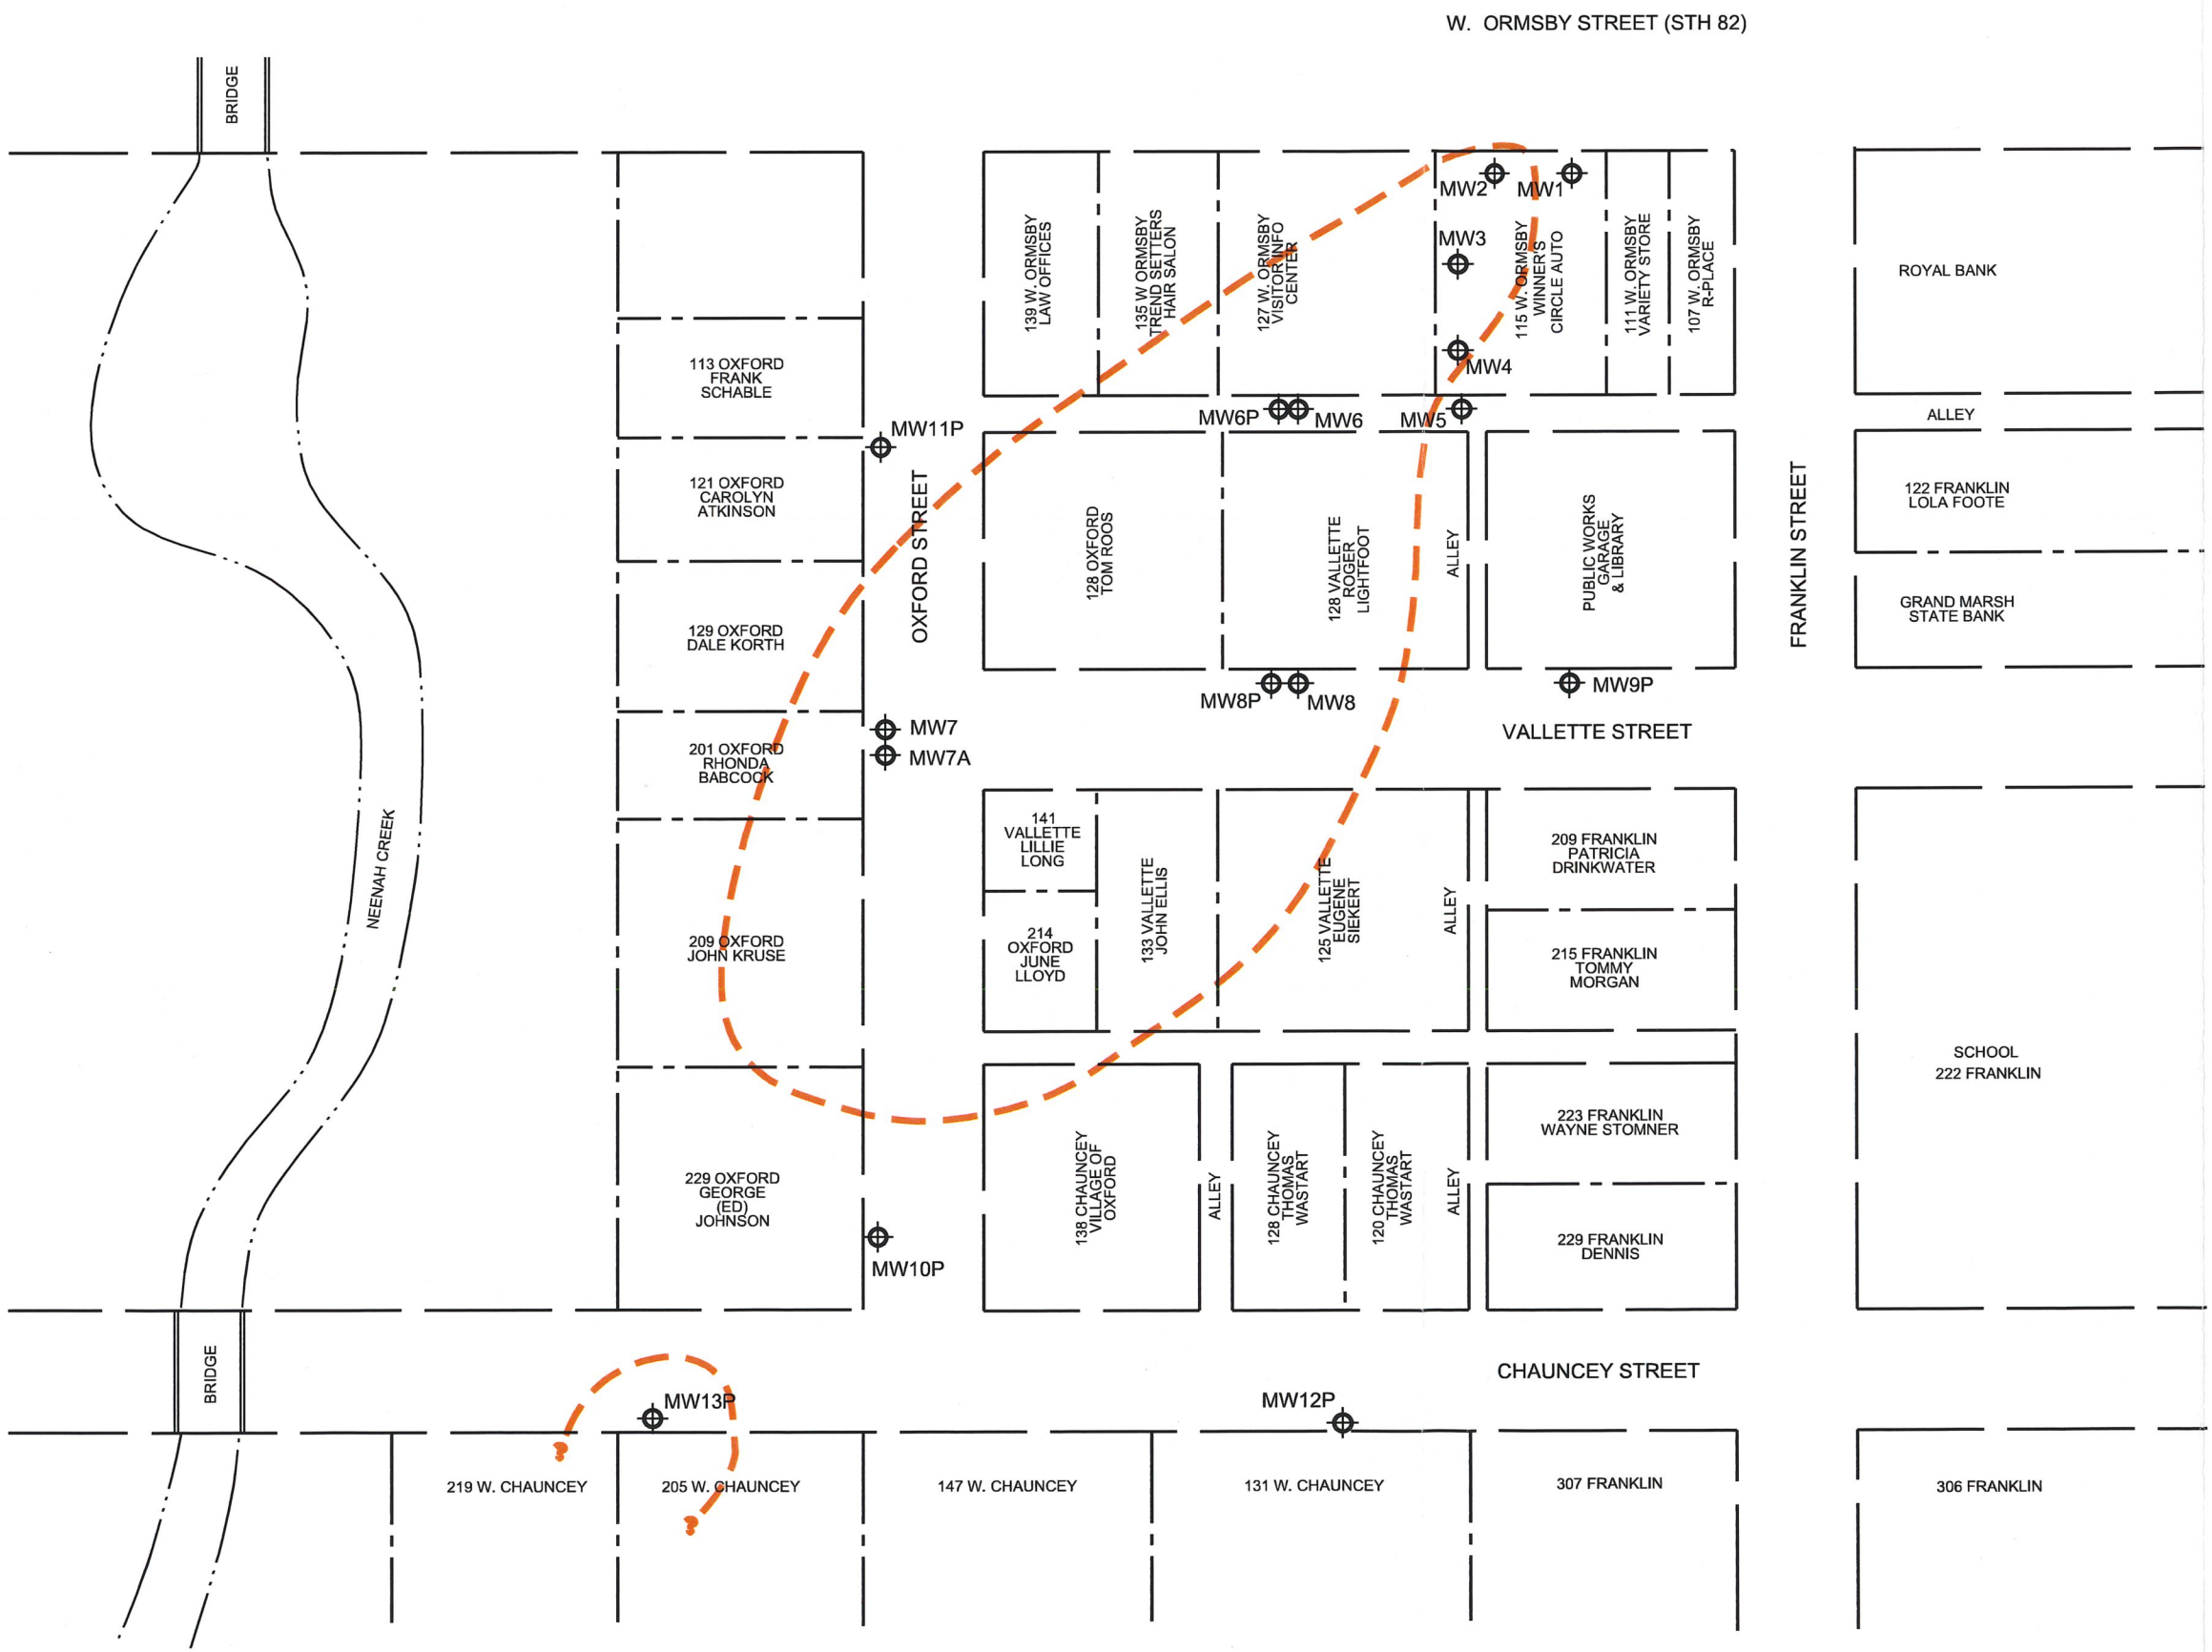 W. ORMSBY STREET (STH 82)
BRIDGE
MW2
MW1
MW3
MW4
139 W. ORMSBY
LAW OFFICES
135 W ORMSBY
TREND SETTERS
HAIR SALON
127 W. ORMSBY
VISITOR INFO
CENTER
115 W. ORMSBY
WINNER'S
CIRCLE AUTO
111 W. ORMSBY
VARIETY STORE
107 W. ORMSBY
R-PLACE
ROYAL BANK
113 OXFORD
FRANK
SCHABLE
MW6P
MW6
MW5
ALLEY
MW11P
121 OXFORD
CAROLYN
ATKINSON
OXFORD STREET
128 OXFORD
TOM ROOS
128 VALLETTE
ROGER
LIGHTFOOT
ALLEY
PUBLIC WORKS
GARAGE
& LIBRARY
FRANKLIN STREET
122 FRANKLIN
LOLA FOOTE
GRAND MARSH
STATE BANK
129 OXFORD
DALE KORTH
MW8P
MW8
MW9P
MW7
MW7A
VALLETTE STREET
201 OXFORD
RHONDA
BABCOCK
NEENAH CREEK
141
VALLETTE
LILLIE
LONG
133 VALLETTE
JOHN ELLIS
125 VALLETTE
EUGENE
SIEKERT
ALLEY
209 FRANKLIN
PATRICIA
DRINKWATER
209 OXFORD
JOHN KRUSE
214
OXFORD
JUNE
LLOYD
215 FRANKLIN
TOMMY
MORGAN
SCHOOL
222 FRANKLIN
229 OXFORD
GEORGE
(ED)
JOHNSON
138 CHAUNCEY
VILLAGE OF
OXFORD
ALLEY
128 CHAUNCEY
THOMAS
WASTART
120 CHAUNCEY
THOMAS
WASTART
ALLEY
223 FRANKLIN
WAYNE STOMNER
229 FRANKLIN
DENNIS
MW10P
BRIDGE
CHAUNCEY STREET
MW13P
MW12P
?
219 W. CHAUNCEY
205 W. CHAUNCEY
147 W. CHAUNCEY
131 W. CHAUNCEY
307 FRANKLIN
306 FRANKLIN
?